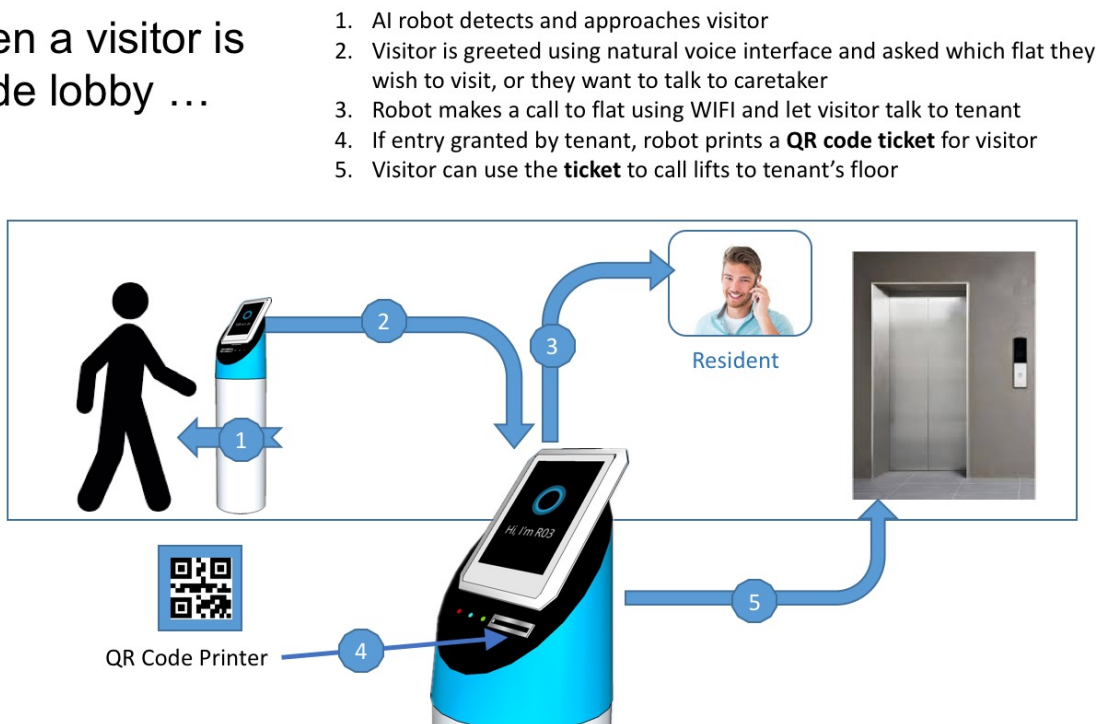 en a visitor is
de lobby …
1. AI robot detects and approaches visitor
2. Visitor is greeted using natural voice interface and asked which flat they
wish to visit, or they want to talk to caretaker
3. Robot makes a call to flat using WIFI and let visitor talk to tenant
4. If entry granted by tenant, robot prints a QR code ticket for visitor
5. Visitor can use the ticket to call lifts to tenant's floor
2
3
Resident
1
Hi, I'm R03
5
QR Code Printer
4